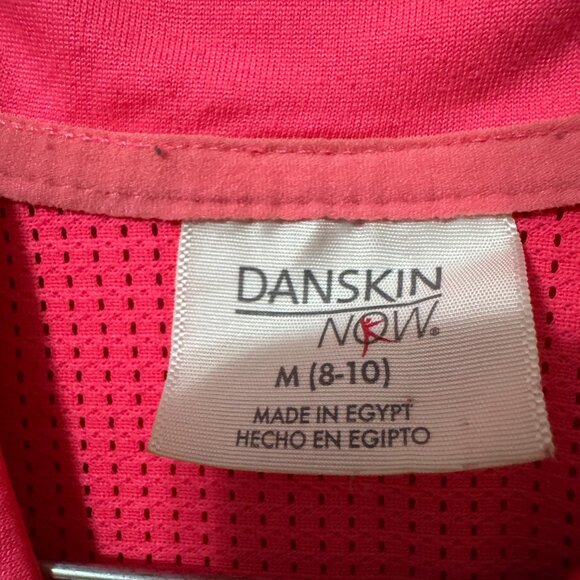 DANSKIN
NOW®
M (8-10)
MADE IN EGYPT
HECHO EN EGIPTO